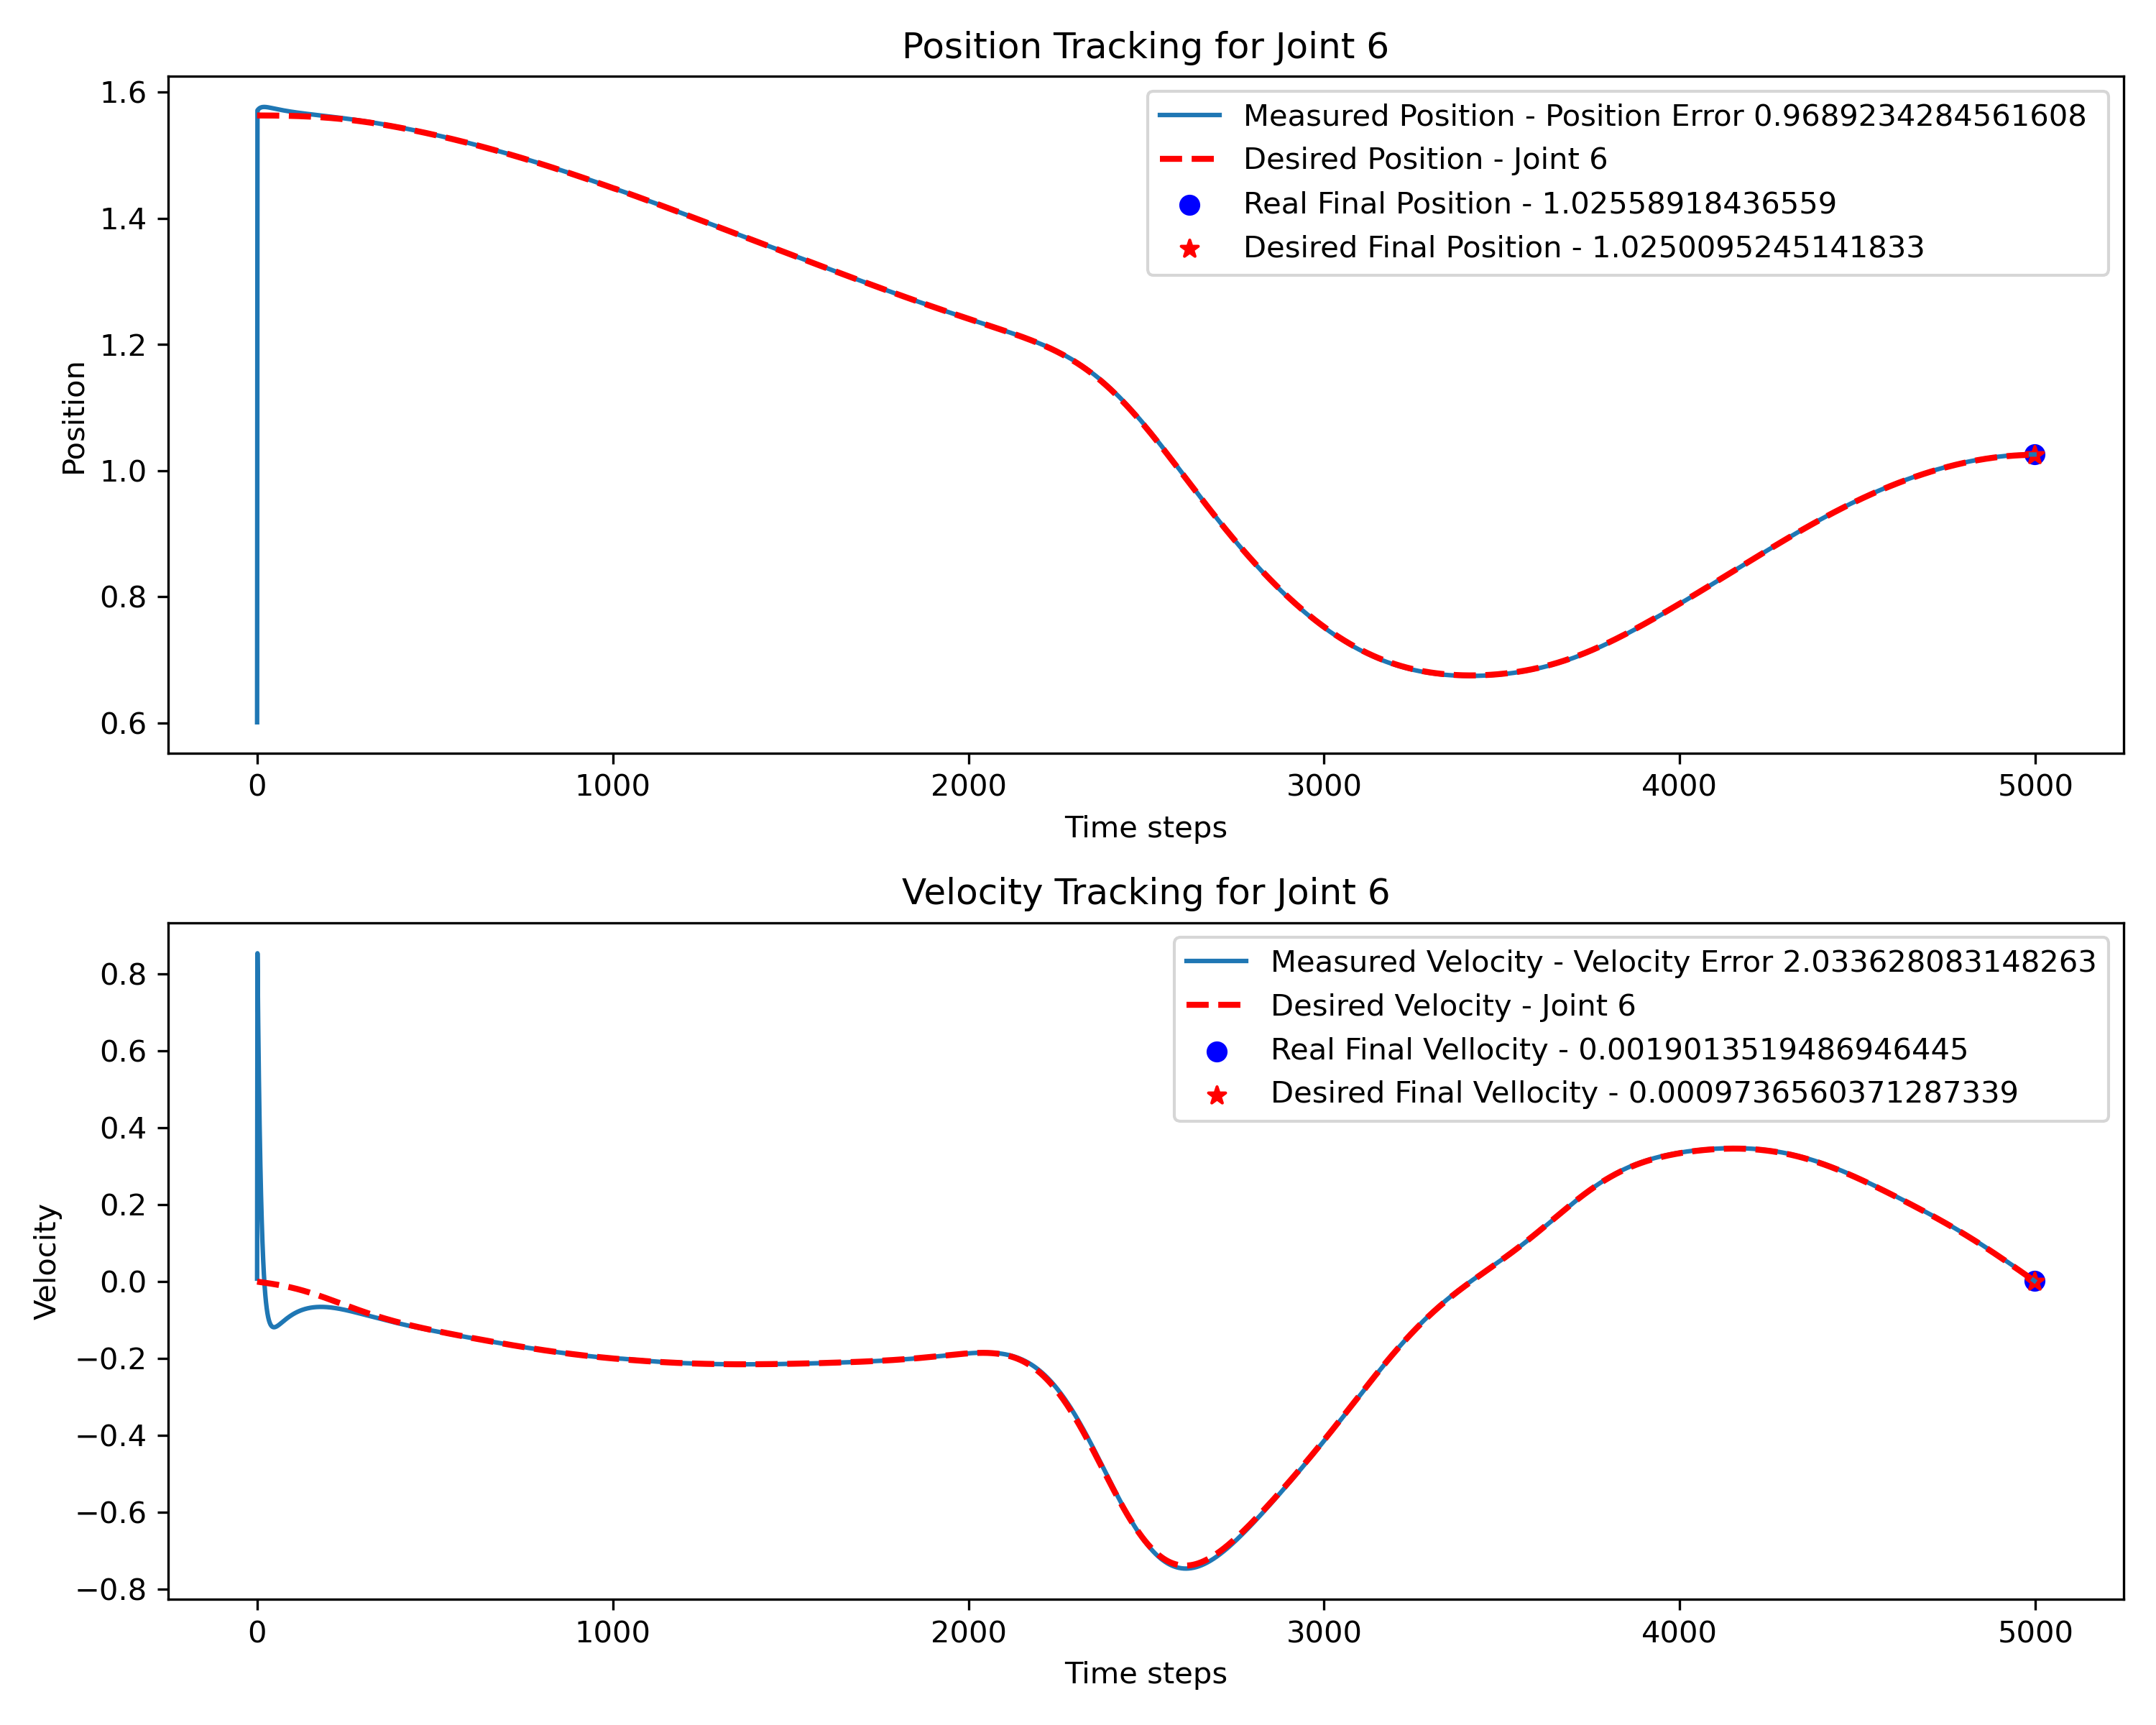 Position Tracking for Joint 6
Measured Position - Position Error 0.9689234284561608
Desired Position - Joint 6
Real Final Position - 1.02558918436559
Desired Final Position - 1.0250095245141833
Position
1.6
1.4
1.2
1.0
0.8
0.6
0 1000 2000 3000 4000 5000
Time steps
Velocity Tracking for Joint 6
Measured Velocity - Velocity Error 2.033628083148263
Desired Velocity - Joint 6
Real Final Vellocity - 0.0019013519486946445
Desired Final Vellocity - 0.0009736560371287339
Velocity
0.8
0.6
0.4
0.2
0.0
−0.2
−0.4
−0.6
−0.8
0 1000 2000 3000 4000 5000
Time steps